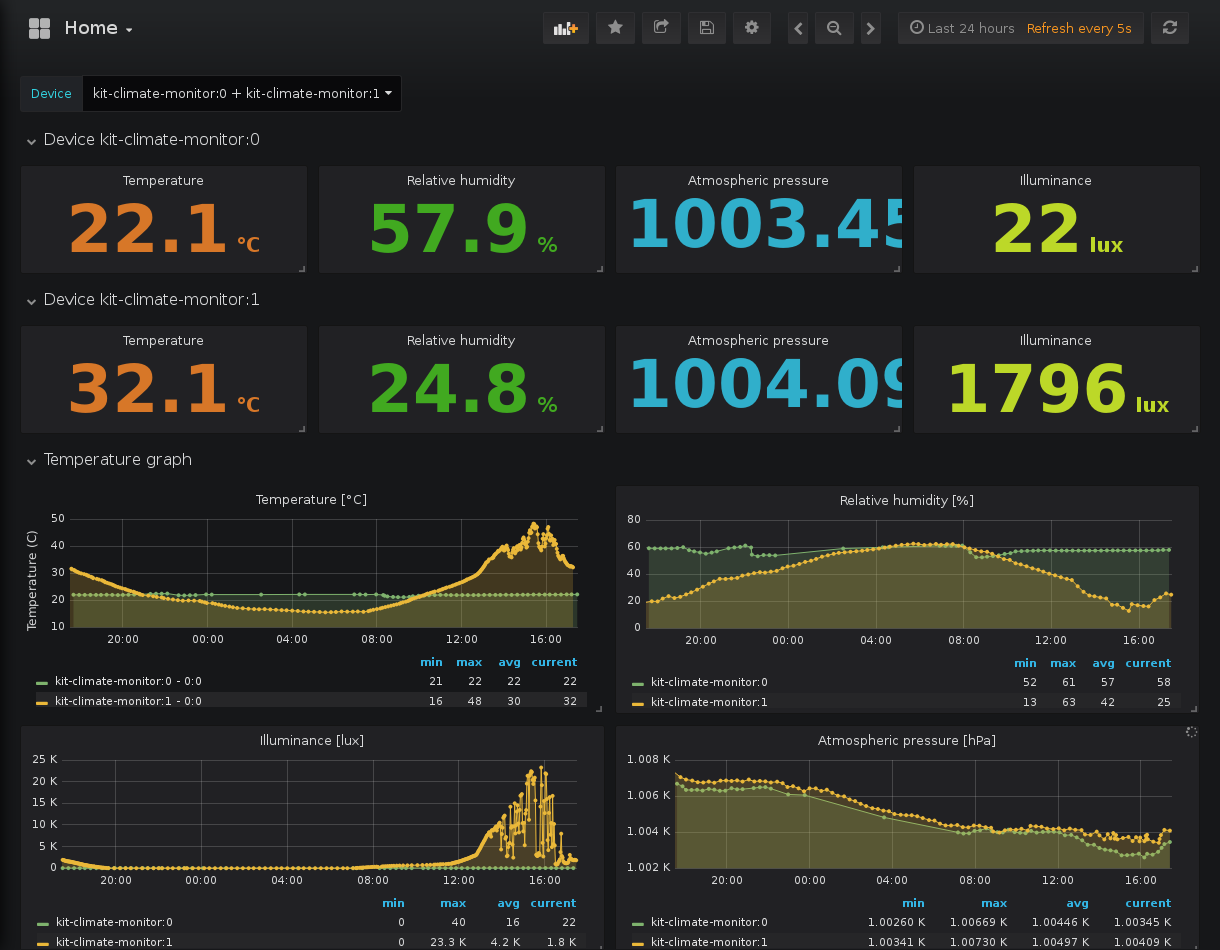 Home
Last 24 hours Refresh every 5s
Device kit-climate-monitor:0 + kit-climate-monitor:1
Device kit-climate-monitor:0
Temperature Relative humidity Atmospheric pressure Illuminance
22.1 °C 57.9 % 1003.45 22 lux
Device kit-climate-monitor:1
Temperature Relative humidity Atmospheric pressure Illuminance
32.1 °C 24.8 % 1004.09 1796 lux
Temperature graph
Temperature [°C]
Temperature (C)
50
40
30
20
10
20:00 00:00 04:00 08:00 12:00 16:00
min max avg current
kit-climate-monitor:0 - 0:0 21 22 22 22
kit-climate-monitor:1 - 0:0 16 48 30 32
Relative humidity [%]
80
60
40
20
0
20:00 00:00 04:00 08:00 12:00 16:00
min max avg current
kit-climate-monitor:0 52 61 57 58
kit-climate-monitor:1 13 63 42 25
Illuminance [lux]
25 K
20 K
15 K
10 K
5 K
0
20:00 00:00 04:00 08:00 12:00 16:00
min max avg current
kit-climate-monitor:0 0 40 16 22
kit-climate-monitor:1 0 23.3 K 4.2 K 1.8 K
Atmospheric pressure [hPa]
1.008 K
1.006 K
1.004 K
1.002 K
20:00 00:00 04:00 08:00 12:00 16:00
min max avg current
kit-climate-monitor:0 1.00260 K 1.00669 K 1.00446 K 1.00345 K
kit-climate-monitor:1 1.00341 K 1.00730 K 1.00497 K 1.00409 K